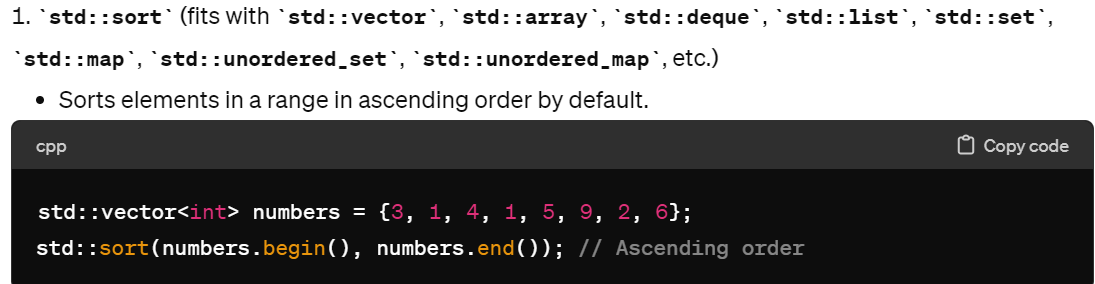 1. `std::sort` (fits with `std::vector`, `std::array`, `std::deque`, `std::list`, `std::set`,
`std::map`, `std::unordered_set`, `std::unordered_map`, etc.)
• Sorts elements in a range in ascending order by default.
cpp Copy code
std::vector<int> numbers = {3, 1, 4, 1, 5, 9, 2, 6};
std::sort(numbers.begin(), numbers.end()); // Ascending order